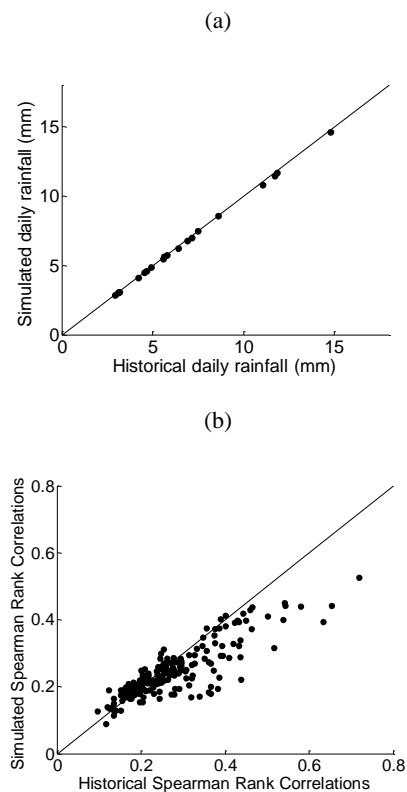 (a)
Simulated daily rainfall (mm)
15
10
5
0
0 5 10 15
Historical daily rainfall (mm)
(b)
Simulated Spearman Rank Correlations
0.8
0.6
0.4
0.2
0
0 0.2 0.4 0.6 0.8
Historical Spearman Rank Correlations